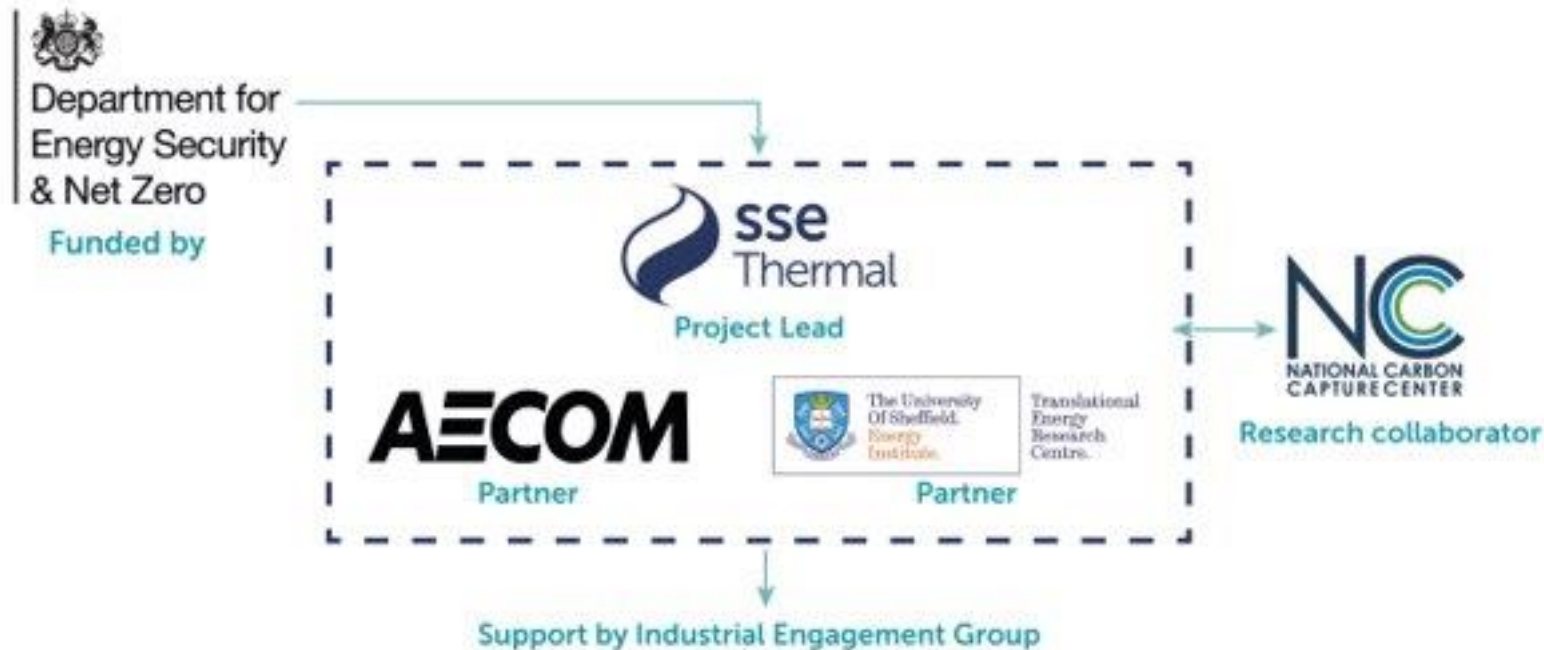 Department for
Energy Security
& Net Zero
Funded by
sse
Thermal
Project Lead
AECOM
Partner
The University
Of Sheffield.
Energy
Institute.
Translational
Energy
Research
Centre.
Partner
NCC
NATIONAL CARBON
CAPTURE CENTER
Research collaborator
Support by Industrial Engagement Group